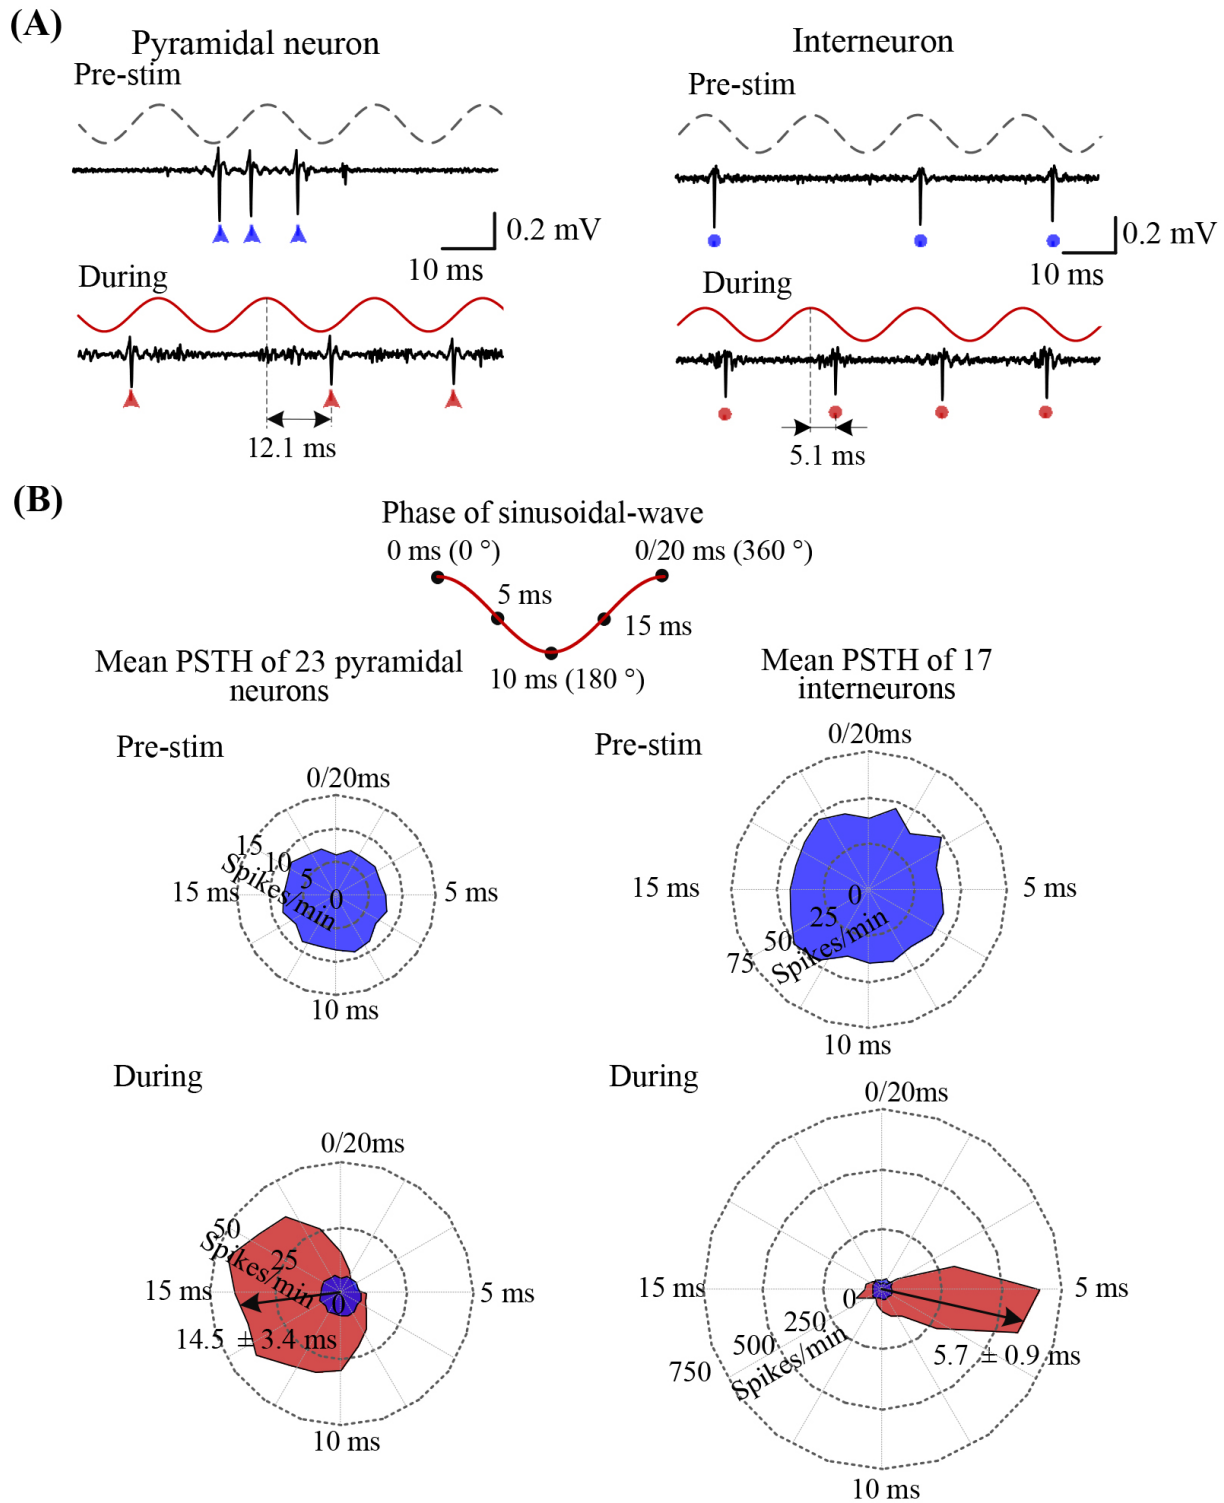 (A)
Pyramidal neuron
Interneuron
Pre-stim
Pre-stim
0.2 mV
10 ms
0.2 mV
10 ms
During
During
12.1 ms
5.1 ms
(B)
Phase of sinusoidal-wave
0 ms (0 °)
0/20 ms (360 °)
5 ms
15 ms
10 ms (180 °)
Mean PSTH of 23 pyramidal
neurons
Mean PSTH of 17
interneurons
Pre-stim
0/20ms
15
10
5
0
Spikes/min
15 ms
5 ms
10 ms
Pre-stim
0/20ms
0
25
50
75
Spikes/min
15 ms
5 ms
10 ms
During
0/20ms
50
25
0
Spikes/min
15 ms
5 ms
14.5 ± 3.4 ms
10 ms
During
0/20ms
15 ms
5 ms
0
250
500
750
Spikes/min
5.7 ± 0.9 ms
10 ms